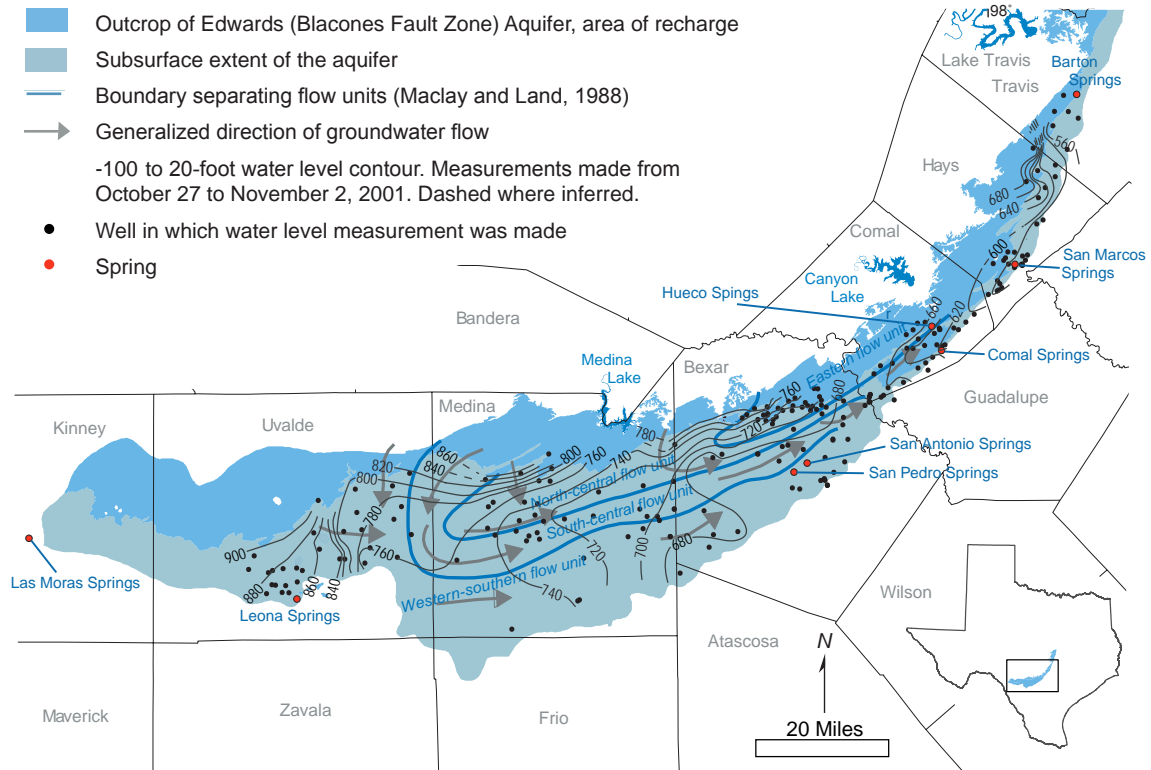 Outcrop of Edwards (Blacones Fault Zone) Aquifer, area of recharge
Subsurface extent of the aquifer
Boundary separating flow units (Maclay and Land, 1988)
Generalized direction of groundwater flow
-100 to 20-foot water level contour. Measurements made from
October 27 to November 2, 2001. Dashed where inferred.
Well in which water level measurement was made
Spring
98°
Lake Travis
Travis
Barton
Springs
560
Hays
680
640
Comal
600
San Marcos
Springs
Canyon
Lake
Hueco Spings
660
620
Bandera
Eastern flow unit
Comal Springs
Medina
Lake
Bexar
760
680
Guadalupe
Medina
720
Kinney
Uvalde
780
San Antonio Springs
860
800
760
740
820
840
800
San Pedro Springs
North-central flow unit
780
South-central flow unit
900
760
720
700
680
Las Moras Springs
880
860
840
Western-southern flow unit
740
Leona Springs
Wilson
Atascosa
N
Maverick
Zavala
Frio
20 Miles